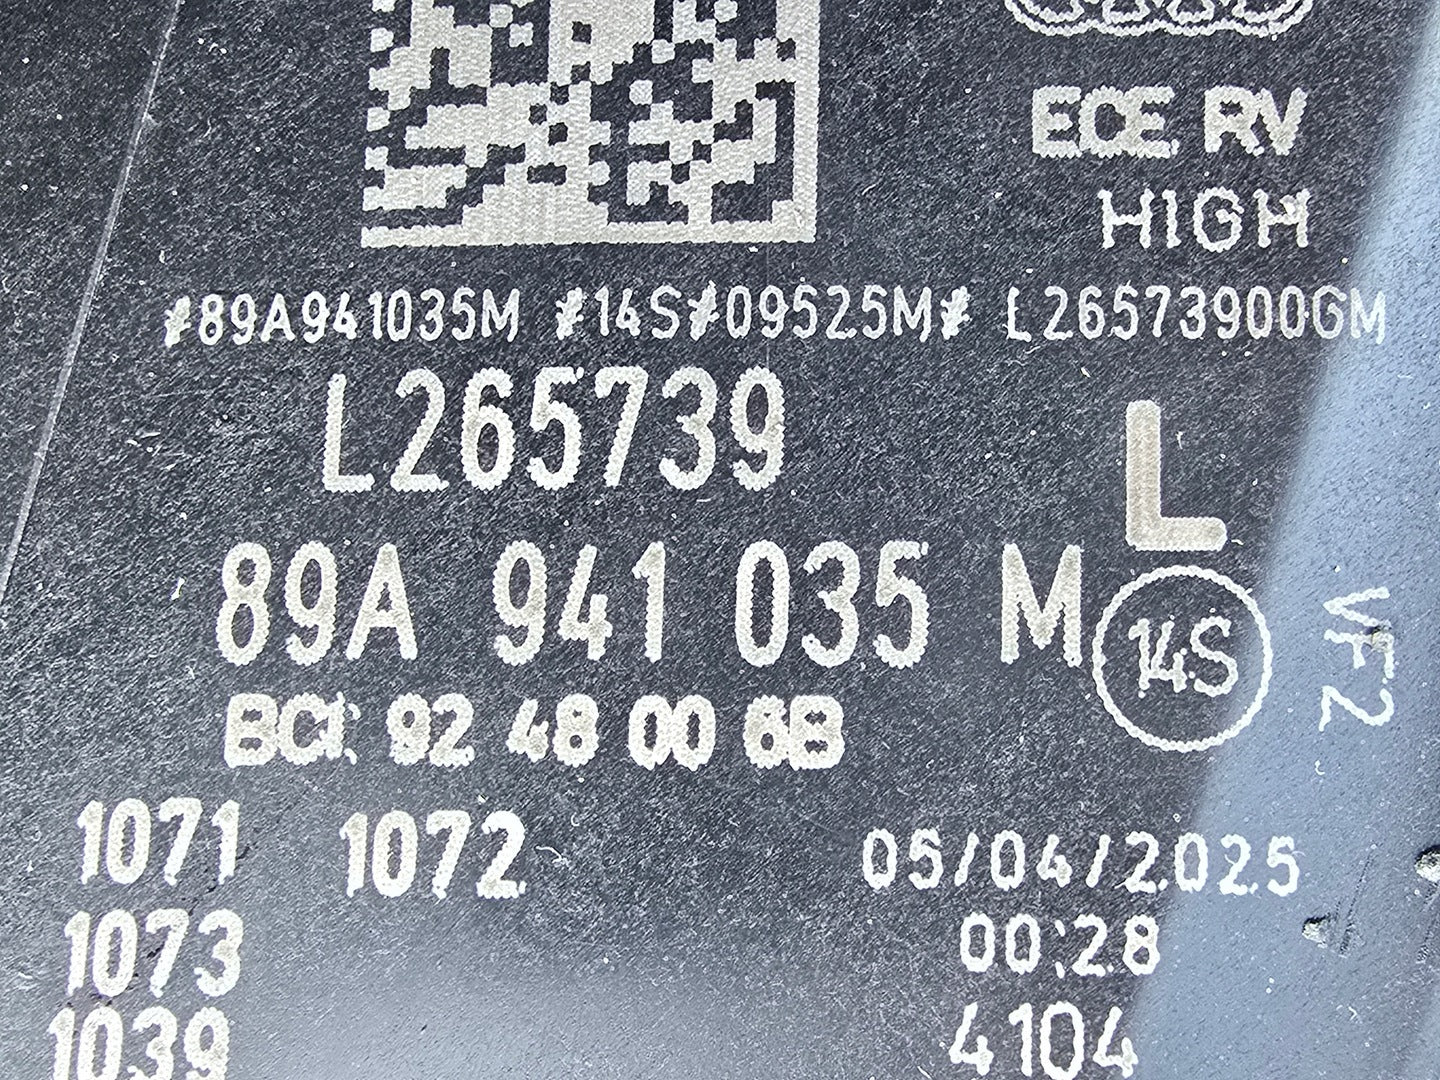 ECE RV
HIGH
*89A941035M *14S*09525M* L26573900GM
L265739
L
89A 941 035 M
14S
VF2
BCI: 92 48 00 6B
1071 1072
05/04/2025
1073
00:28
1039
4104